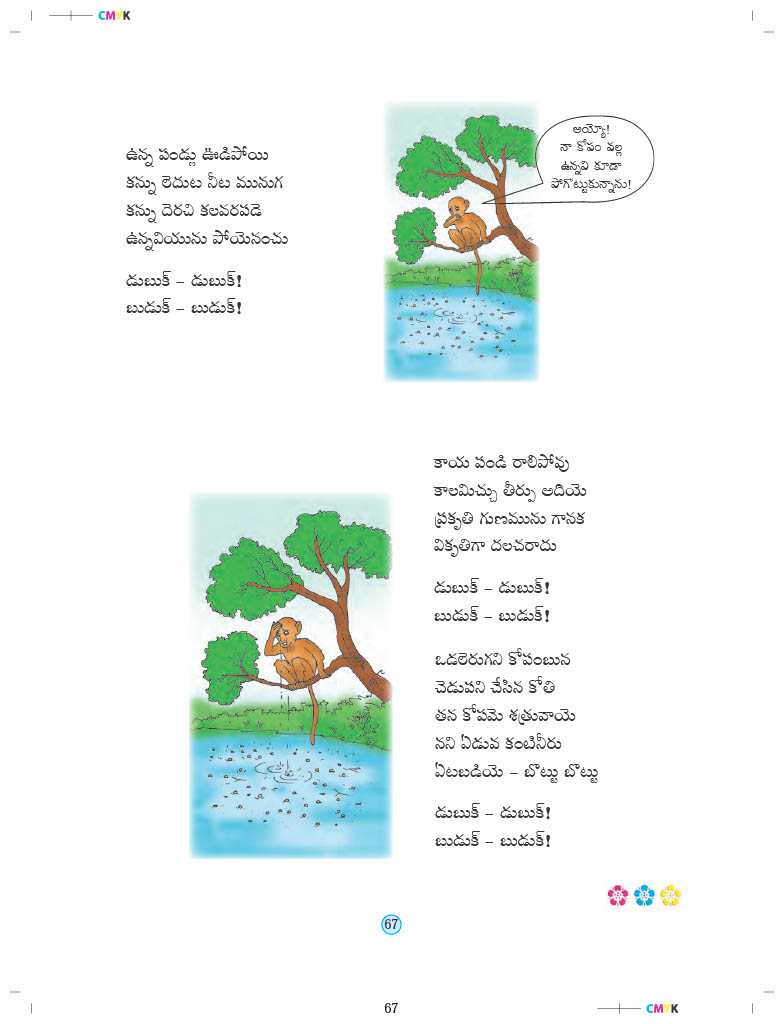 CMYK
ఉన్న పండ్లు ఊడిపోయి
కన్ను లెదుట నీట మునుగ
కన్ను దెరచి కలవరపడె
ఉన్నవియును పోయెనంచు
డుబుక్ – డుబుక్!
బుడుక్ – బుడుక్!
అయ్యో!
నా కోపం వల్ల
ఉన్నవి కూడా
పోగొట్టుకున్నాను!
కాయ పండి రాలిపోవు
కాలమిచ్చు తీర్పు అదియె
ప్రకృతి గుణమును గానక
వికృతిగా దలచరాదు
డుబుక్ – డుబుక్!
బుడుక్ – బుడుక్!
ఒడలెరుగని కోపంబున
చెడుపని చేసిన కోతి
తన కోపమె శత్రువాయె
నని ఏడువ కంటినీరు
ఏటబడియె – బొట్టు బొట్టు
డుబుక్ – డుబుక్!
బుడుక్ – బుడుక్!
67
67
CMYK